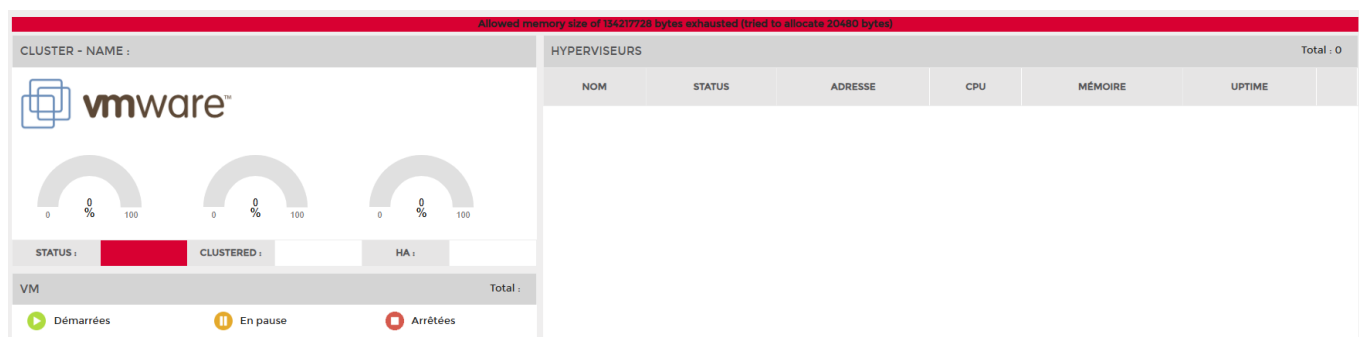 Allowed memory size of 134217728 bytes exhausted (tried to allocate 20480 bytes)
CLUSTER - NAME :
vmware™
0
%
0 100
0
%
0 100
0
%
0 100
STATUS : CLUSTERED : HA :
VM Total :
Démarrées En pause Arrêtées
HYPERVISEURS Total : 0
NOM STATUS ADRESSE CPU MÉMOIRE UPTIME